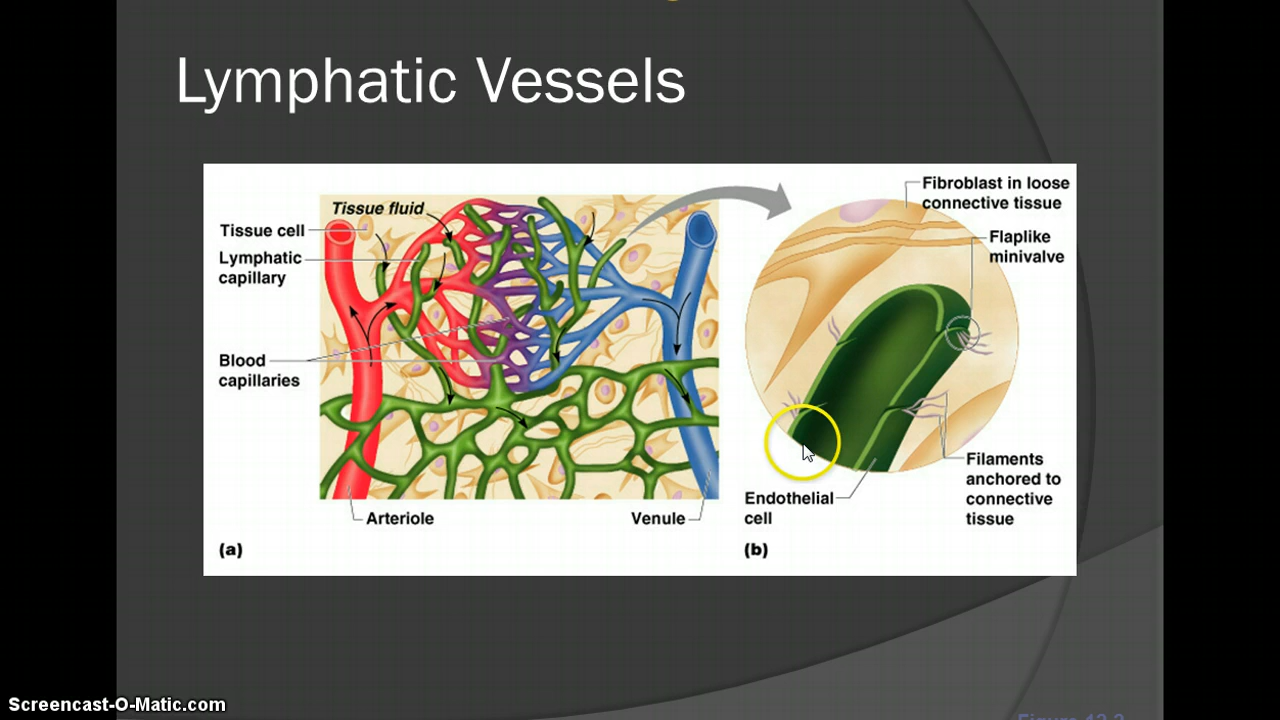 Lymphatic Vessels
Tissue fluid
Tissue cell
Lymphatic
capillary
Blood
capillaries
Arteriole
Venule
(a)
Fibroblast in loose
connective tissue
Flaplike
minivalve
Filaments
anchored to
connective
tissue
Endothelial
cell
(b)
Screencast-O-Matic.com